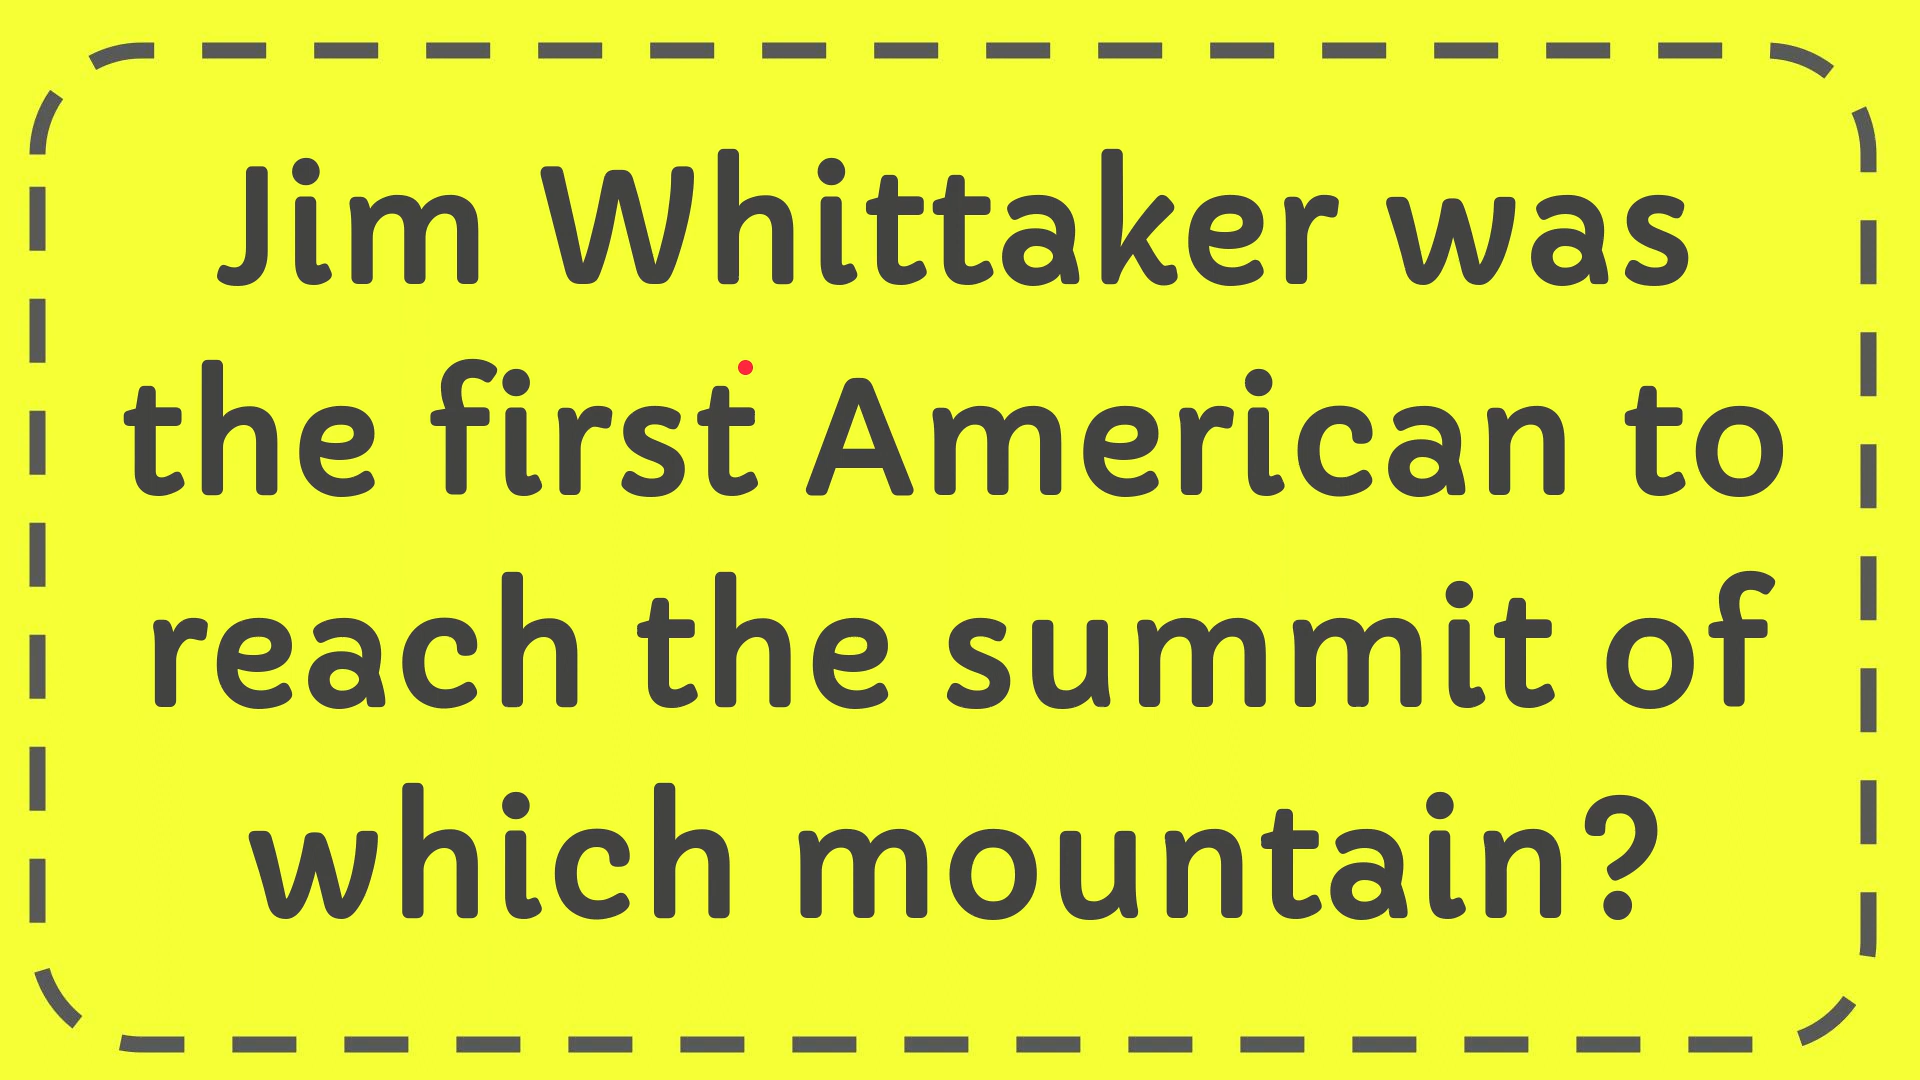 Jim Whittaker was
the first American to
reach the summit of
which mountain?